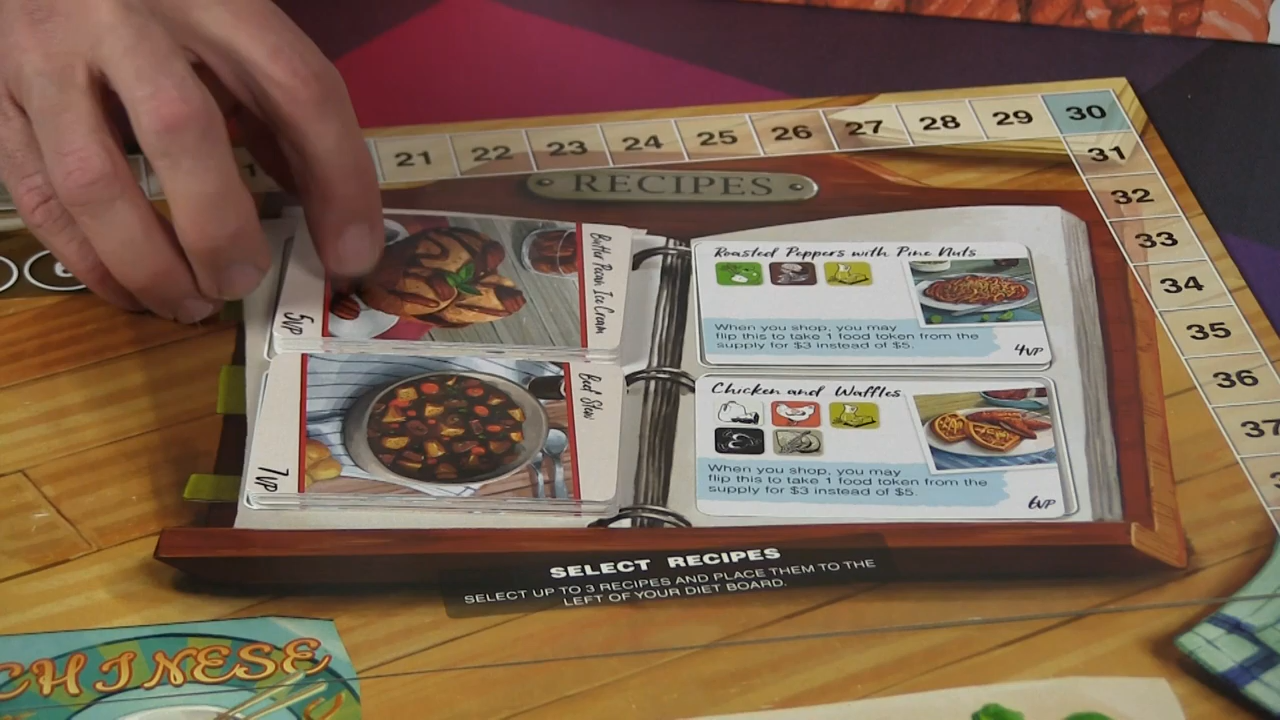 21 22 23 24 25 26 27 28 29 30
31
32
33
34
35
36
37
RECIPES
Butter Pecan Ice Cream
5VP
Beef Stew
7VP
Roasted Peppers with Pine Nuts
When you shop, you may
flip this to take 1 food token from the
supply for $3 instead of $5.
4VP
Chicken and Waffles
When you shop, you may
flip this to take 1 food token from the
supply for $3 instead of $5.
6VP
SELECT RECIPES
SELECT UP TO 3 RECIPES AND PLACE THEM TO THE
LEFT OF YOUR DIET BOARD.
CHINESE